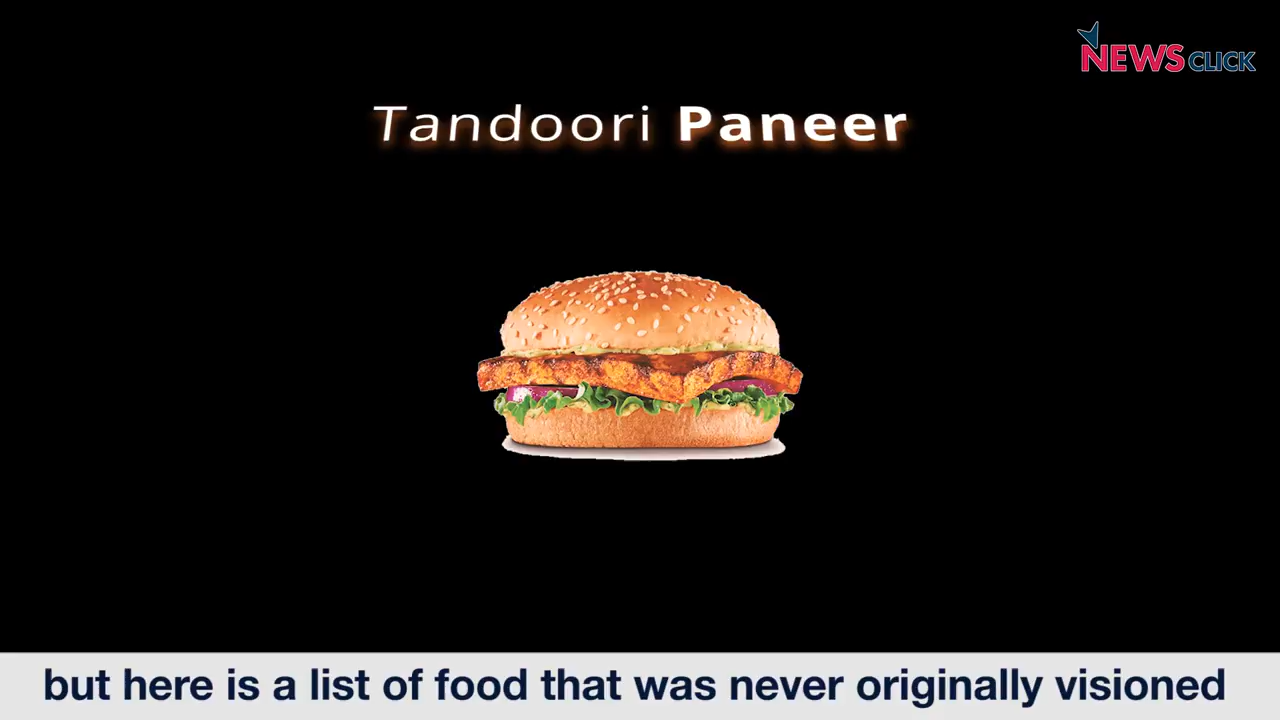 NEWSCLICK
Tandoori Paneer
but here is a list of food that was never originally visioned